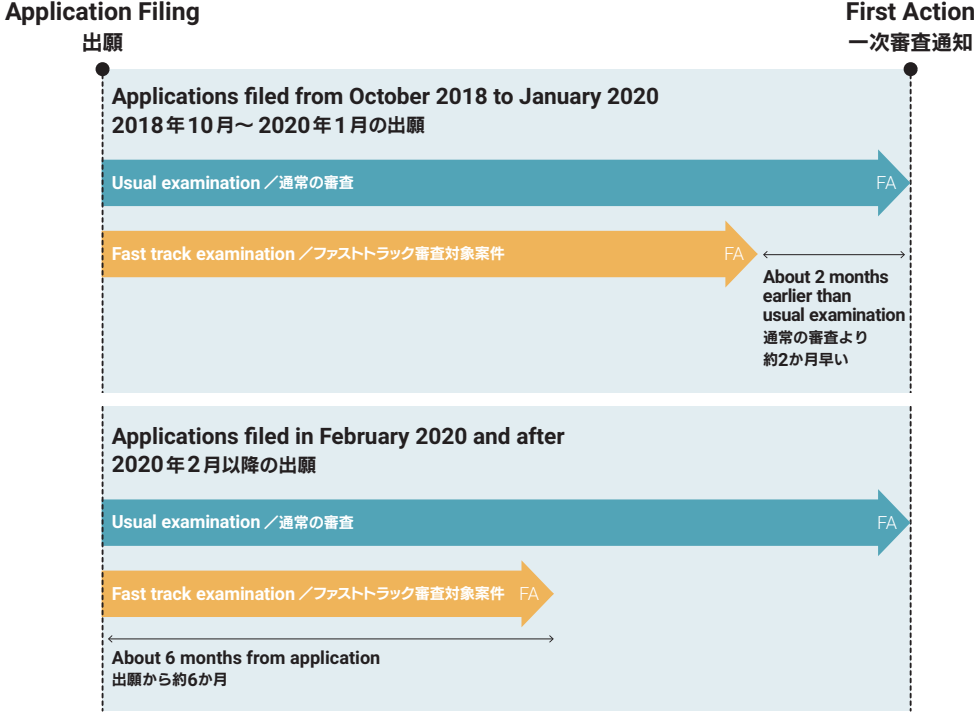 Application Filing
出願
First Action
一次審査通知
Applications filed from October 2018 to January 2020
2018年10月～2020年1月の出願
Usual examination／通常の審査
FA
Fast track examination／ファストトラック審査対象案件
FA
About 2 months
earlier than
usual examination
通常の審査より
約2か月早い
Applications filed in February 2020 and after
2020年2月以降の出願
Usual examination／通常の審査
FA
Fast track examination／ファストトラック審査対象案件
FA
About 6 months from application
出願から約6か月